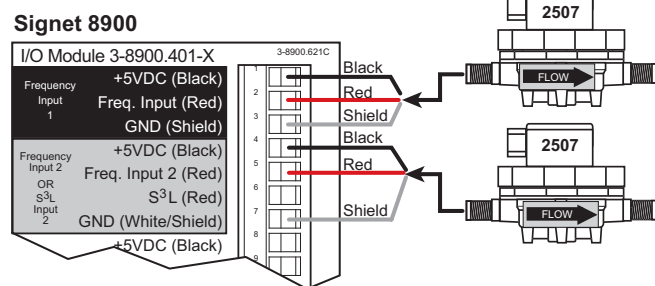 Signet 8900
I/O Module 3-8900.401-X
3-8900.621C
Frequency
Input
1
+5VDC (Black)
Freq. Input (Red)
GND (Shield)
Frequency
Input 2
OR
S³L
Input
2
+5VDC (Black)
Freq. Input 2 (Red)
S³L (Red)
GND (White/Shield)
+5VDC (Black)
1
2
3
4
5
6
7
8
9
Black
Red
Shield
Black
Red
Shield
2507
FLOW
2507
FLOW